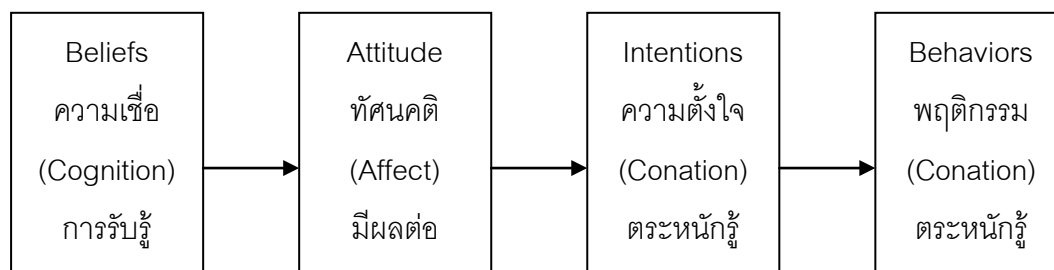 Beliefs
ความเชื่อ
(Cognition)
การรับรู้
Attitude
ทัศนคติ
(Affect)
มีผลต่อ
Intentions
ความตั้งใจ
(Conation)
ตระหนักรู้
Behaviors
พฤติกรรม
(Conation)
ตระหนักรู้